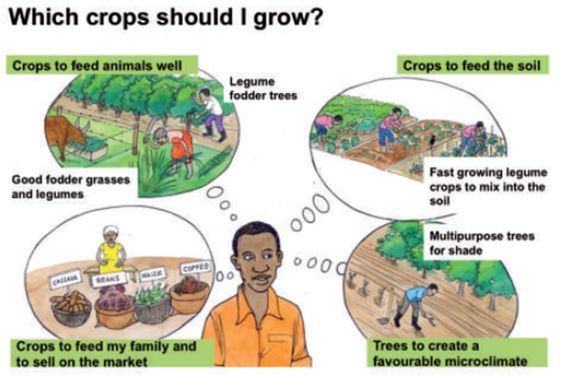 Which crops should I grow?
Crops to feed animals well
Legume
fodder trees
Good fodder grasses
and legumes
Crops to feed the soil
Fast growing legume
crops to mix into the
soil
CASSAVA
BEANS
MAIZE
COFFEE
Crops to feed my family and
to sell on the market
Multipurpose trees
for shade
Trees to create a
favourable microclimate